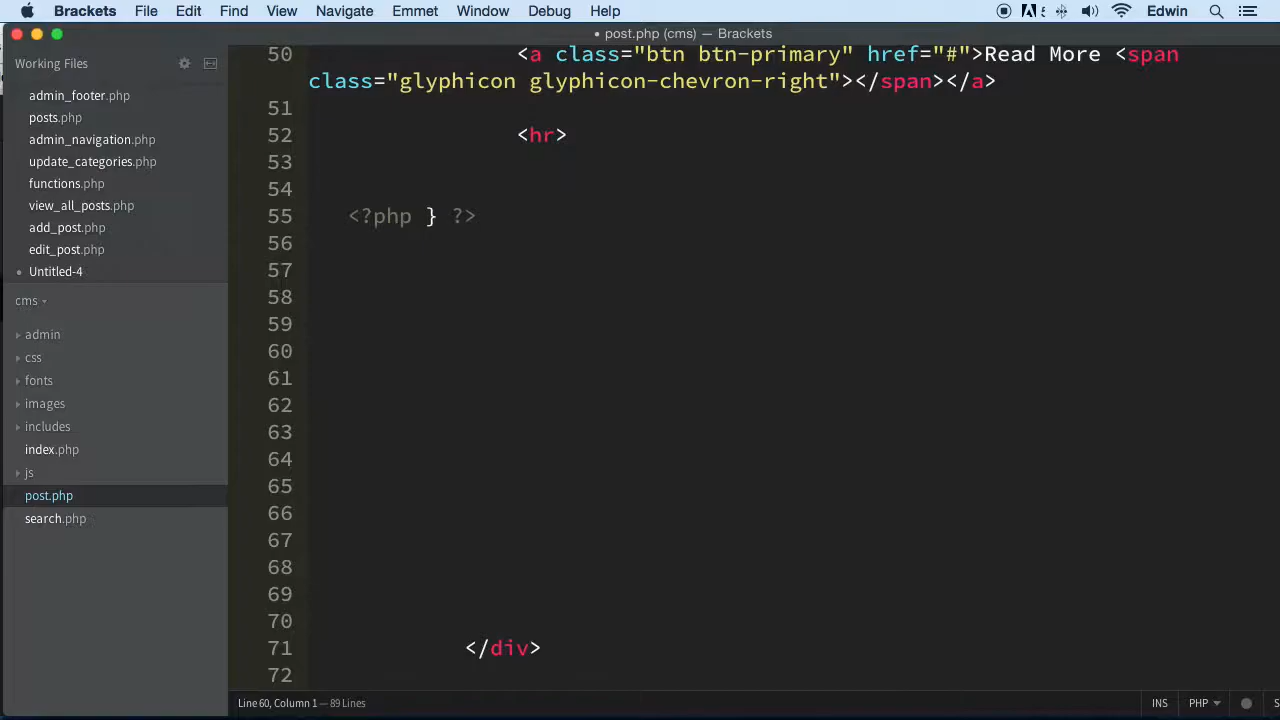 Brackets File Edit Find View Navigate Emmet Window Debug Help Edwin
• post.php (cms) — Brackets
Working Files
admin_footer.php
posts.php
admin_navigation.php
update_categories.php
functions.php
view_all_posts.php
add_post.php
edit_post.php
Untitled-4
cms
admin
css
fonts
images
includes
index.php
js
post.php
search.php
50 <a class="btn btn-primary" href="#">Read More <span
class="glyphicon glyphicon-chevron-right"></span></a>
51
52 <hr>
53
54
55 <?php } ?>
56
57
58
59
60
61
62
63
64
65
66
67
68
69
70
71 </div>
72
Line 60, Column 1 — 89 Lines INS PHP